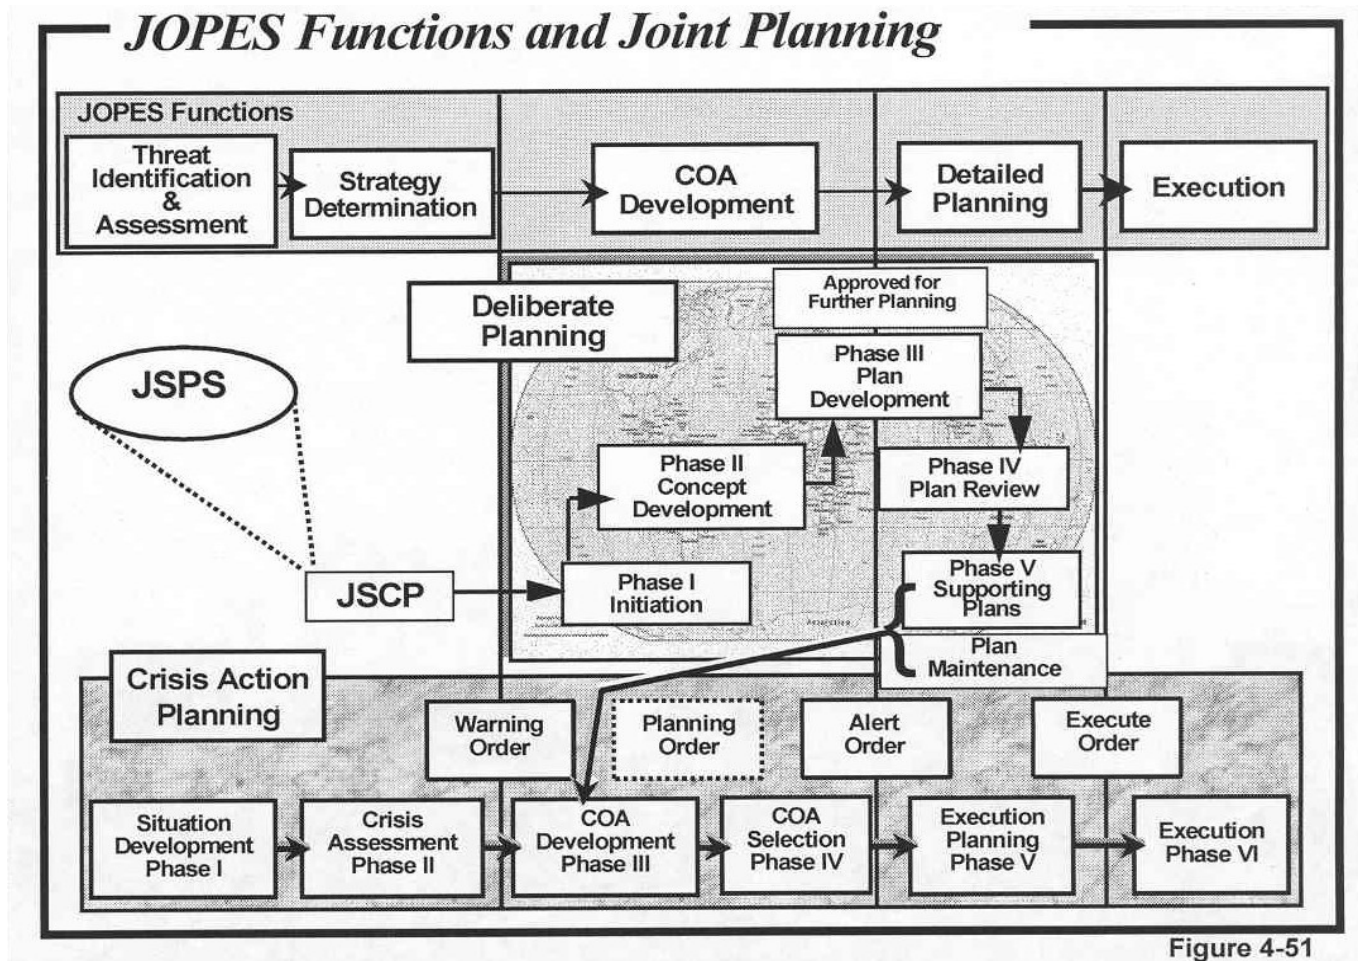 JOPES Functions and Joint Planning
JOPES Functions
Threat
Identification
&
Assessment
Strategy
Determination
COA
Development
Detailed
Planning
Execution
Deliberate
Planning
Approved for
Further Planning
JSPS
Phase III
Plan
Development
United States
Phase II
Concept
Development
Phase IV
Plan Review
JSCP
Phase I
Initiation
Phase V
Supporting
Plans
Antarctica
Plan
Maintenance
Crisis Action
Planning
Warning
Order
Planning
Order
Alert
Order
Execute
Order
Situation
Development
Phase I
Crisis
Assessment
Phase II
COA
Development
Phase III
COA
Selection
Phase IV
Execution
Planning
Phase V
Execution
Phase VI
Figure 4-51